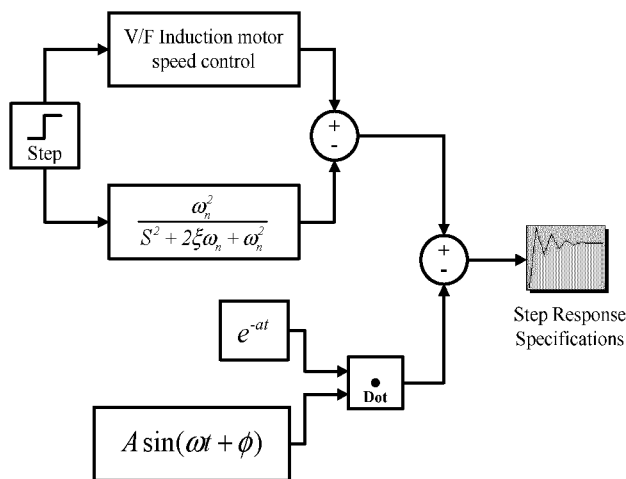 V/F Induction motor
speed control
Step
+
-
ω_n^2
S^2 + 2ξω_n + ω_n^2
+
-
Step Response
Specifications
e^{-at}
Dot
A sin(ωt + ϕ)